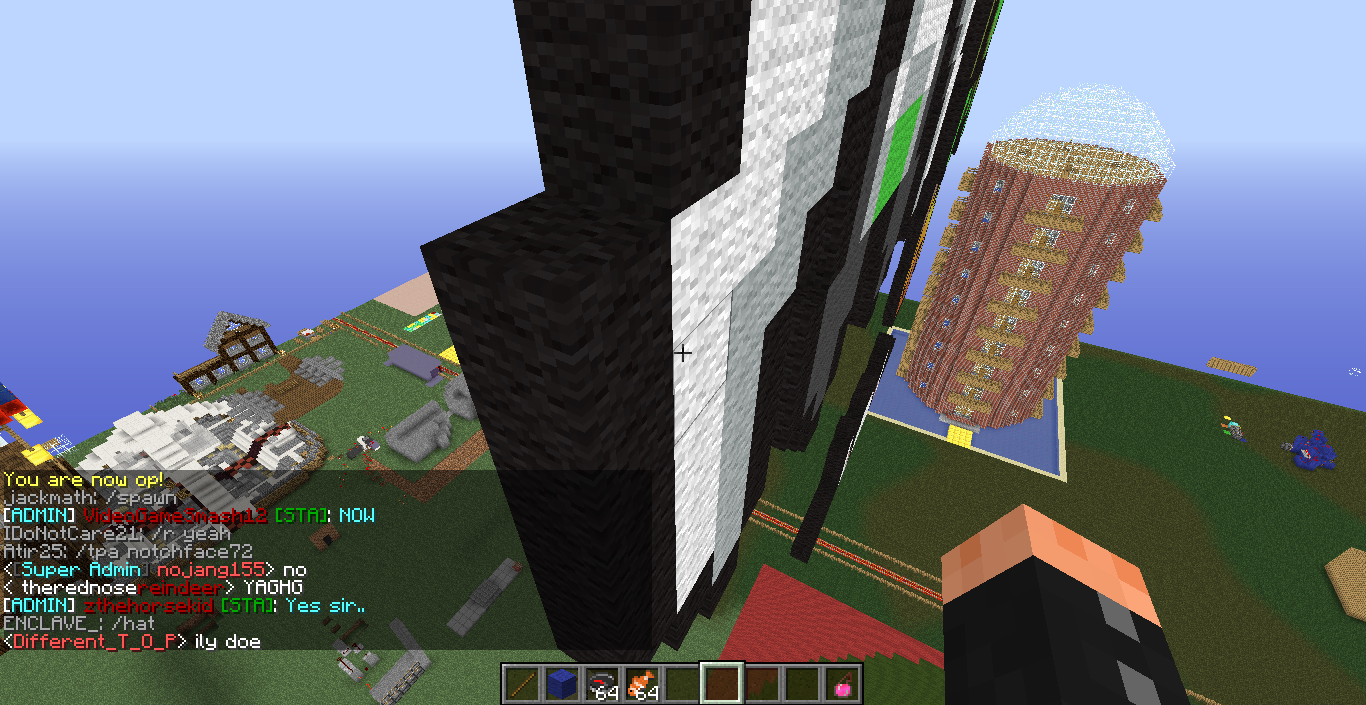 You are now op!
jackmath: /spawn
[ADMIN] VideoGameSmash12 [STA]: NOW
IDoNotCare21: /r yeah
Atir25: /tpa notchface72
<[Super Admin] nojang155> no
< therednosereindeer> YAGHG
[ADMIN] zthehorsekid [STA]: Yes sir..
ENCLAVE_: /hat
<Different_T_O_P> ily doe
64 64